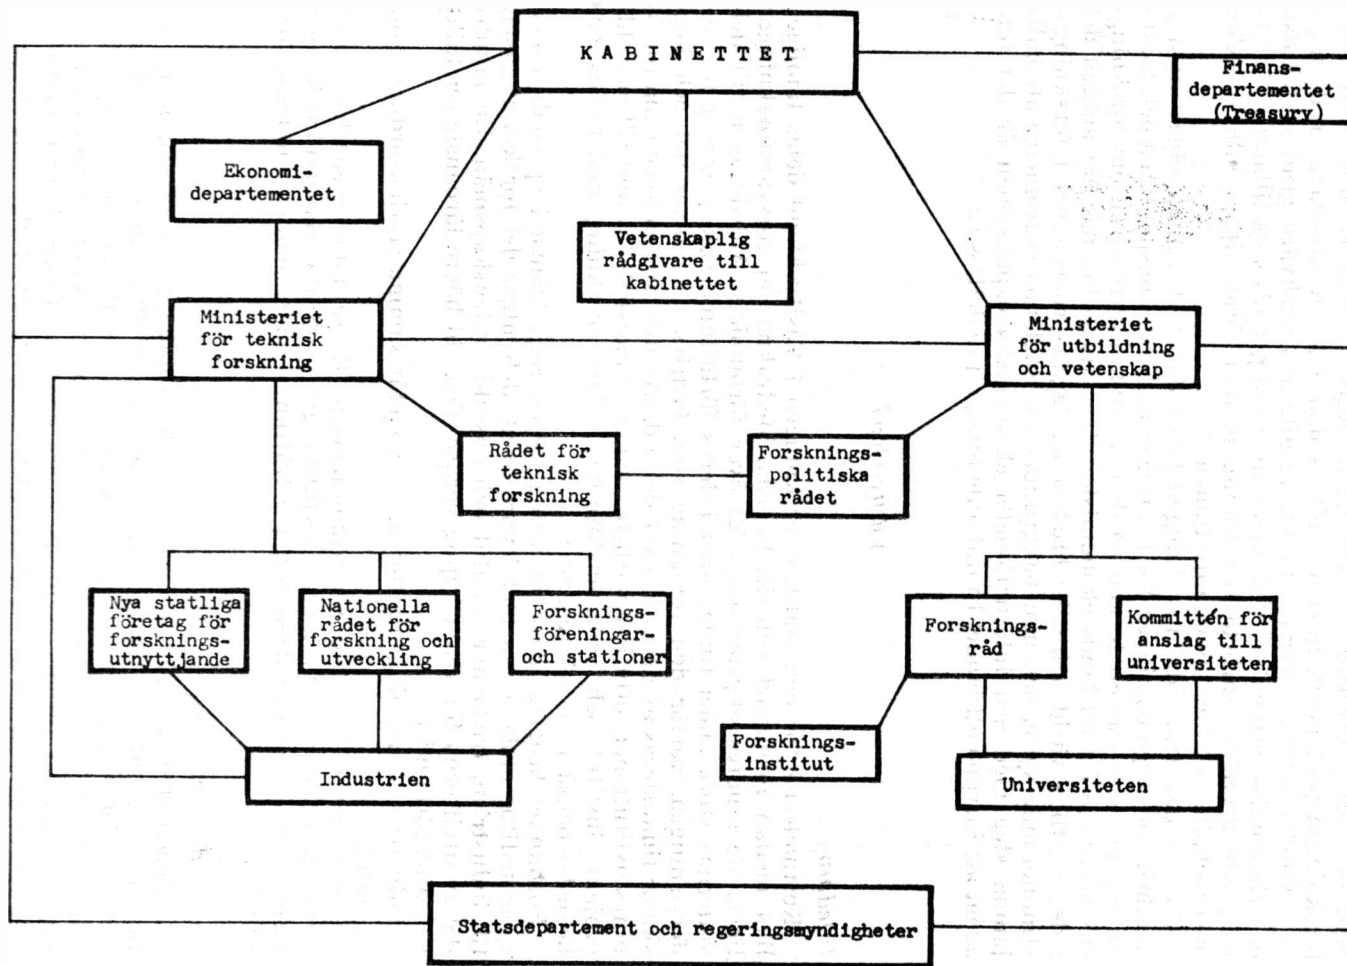 KABINETTET
Finans-
departementet
(Treasury)
Ekonomi-
departementet
Vetenskaplig
rådgivare till
kabinettet
Ministeriet
för teknisk
forskning
Ministeriet
för utbildning
och vetenskap
Rådet för
teknisk
forskning
Forsknings-
politiska
rådet
Nya statliga
företag för
forsknings-
utnyttjande
Nationella
rådet för
forskning och
utveckling
Forsknings-
föreningar-
och stationer
Forsknings-
råd
Kommittén för
anslag till
universiteten
Forsknings-
institut
Industrien
Universiteten
Statsdepartement och regeringsmyndigheter